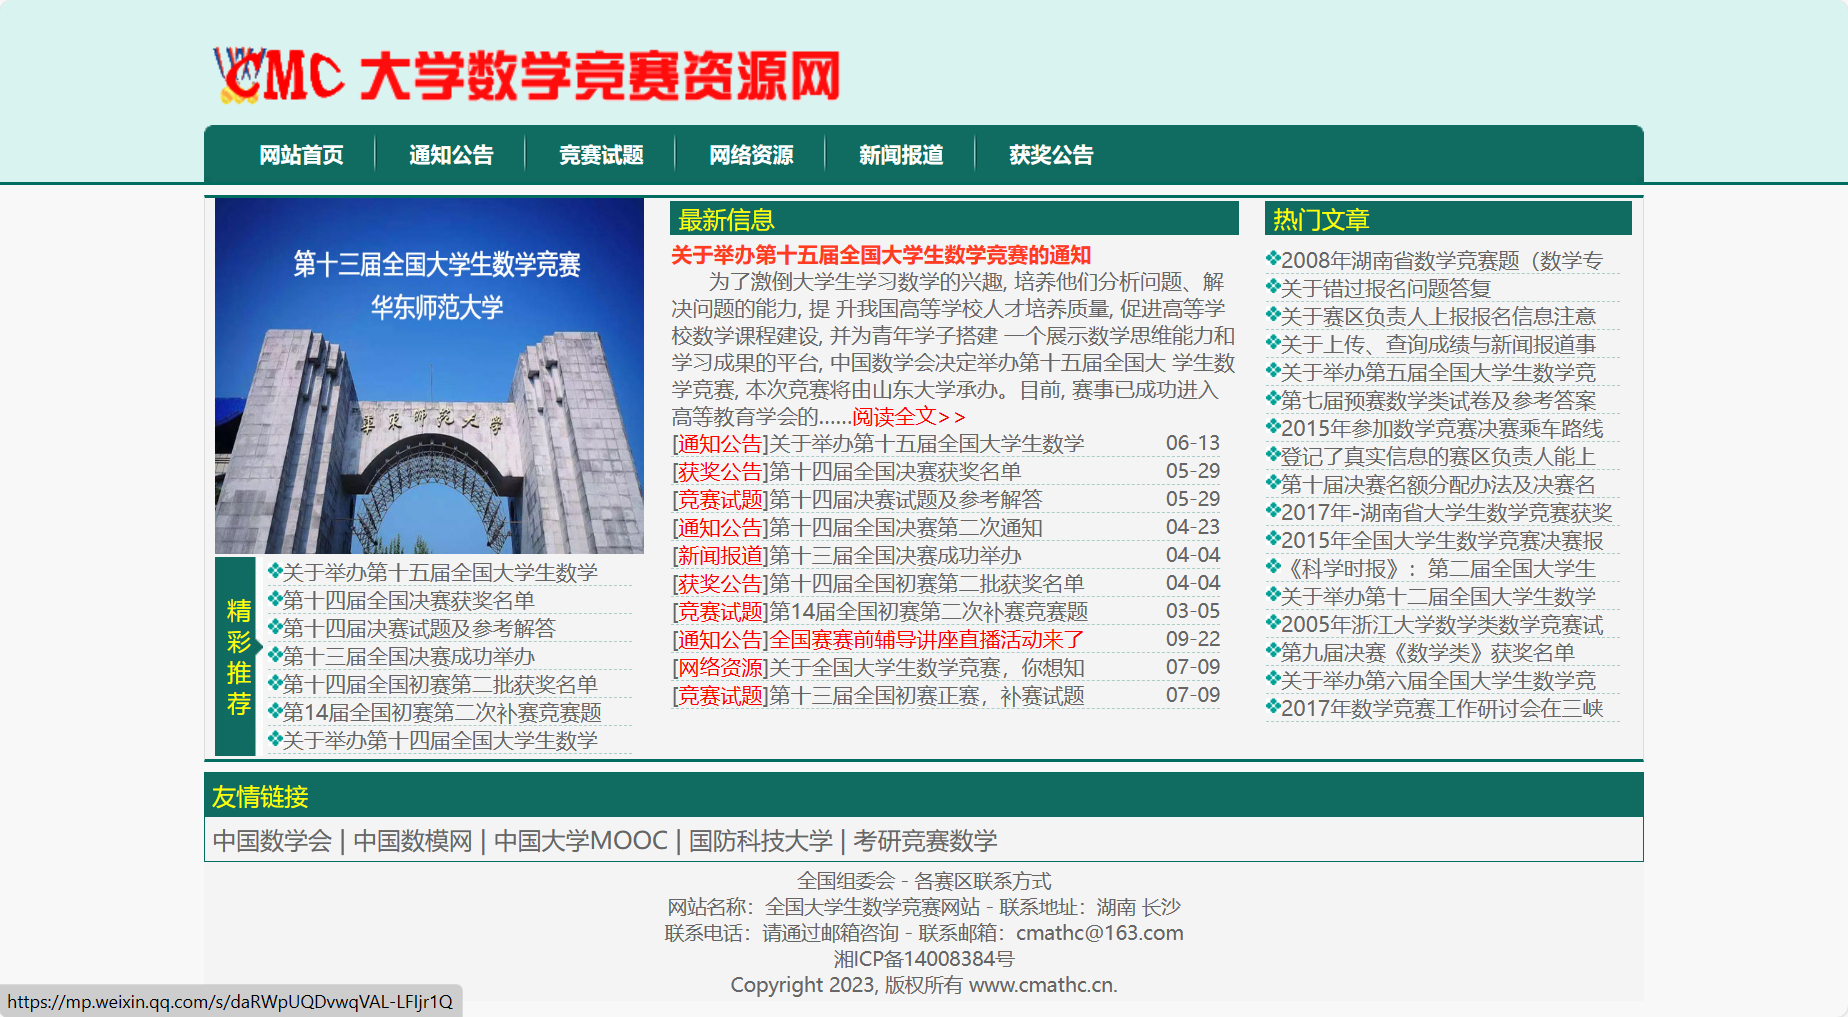 CMC 大学数学竞赛资源网
网站首页 通知公告 竞赛试题 网络资源 新闻报道 获奖公告
第十三届全国大学生数学竞赛
华东师范大学
華東師範大学
精彩推荐
关于举办第十五届全国大学生数学
第十四届全国决赛获奖名单
第十四届决赛试题及参考解答
第十三届全国决赛成功举办
第十四届全国初赛第二批获奖名单
第14届全国初赛第二次补赛竞赛题
关于举办第十四届全国大学生数学
最新信息
关于举办第十五届全国大学生数学竞赛的通知
为了激倒大学生学习数学的兴趣, 培养他们分析问题、解
决问题的能力, 提 升我国高等学校人才培养质量, 促进高等学
校数学课程建设, 并为青年学子搭建 一个展示数学思维能力和
学习成果的平台, 中国数学会决定举办第十五届全国大 学生数
学竞赛, 本次竞赛将由山东大学承办。目前, 赛事已成功进入
高等教育学会的......阅读全文>>
[通知公告]关于举办第十五届全国大学生数学 06-13
[获奖公告]第十四届全国决赛获奖名单 05-29
[竞赛试题]第十四届决赛试题及参考解答 05-29
[通知公告]第十四届全国决赛第二次通知 04-23
[新闻报道]第十三届全国决赛成功举办 04-04
[获奖公告]第十四届全国初赛第二批获奖名单 04-04
[竞赛试题]第14届全国初赛第二次补赛竞赛题 03-05
[通知公告]全国赛赛前辅导讲座直播活动来了 09-22
[网络资源]关于全国大学生数学竞赛，你想知 07-09
[竞赛试题]第十三届全国初赛正赛，补赛试题 07-09
热门文章
2008年湖南省数学竞赛题（数学专
关于错过报名问题答复
关于赛区负责人上报报名信息注意
关于上传、查询成绩与新闻报道事
关于举办第五届全国大学生数学竞
第七届预赛数学类试卷及参考答案
2015年参加数学竞赛决赛乘车路线
登记了真实信息的赛区负责人能上
第十届决赛名额分配办法及决赛名
2017年-湖南省大学生数学竞赛获奖
2015年全国大学生数学竞赛决赛报
《科学时报》：第二届全国大学生
关于举办第十二届全国大学生数学
2005年浙江大学数学类数学竞赛试
第九届决赛《数学类》获奖名单
关于举办第六届全国大学生数学竞
2017年数学竞赛工作研讨会在三峡
友情链接
中国数学会 | 中国数模网 | 中国大学MOOC | 国防科技大学 | 考研竞赛数学
全国组委会 - 各赛区联系方式
网站名称：全国大学生数学竞赛网站 - 联系地址：湖南 长沙
联系电话：请通过邮箱咨询 - 联系邮箱：cmathc@163.com
湘ICP备14008384号
Copyright 2023, 版权所有 www.cmathc.cn.
https://mp.weixin.qq.com/s/daRWpUQDvwqVAL-LFIjr1Q